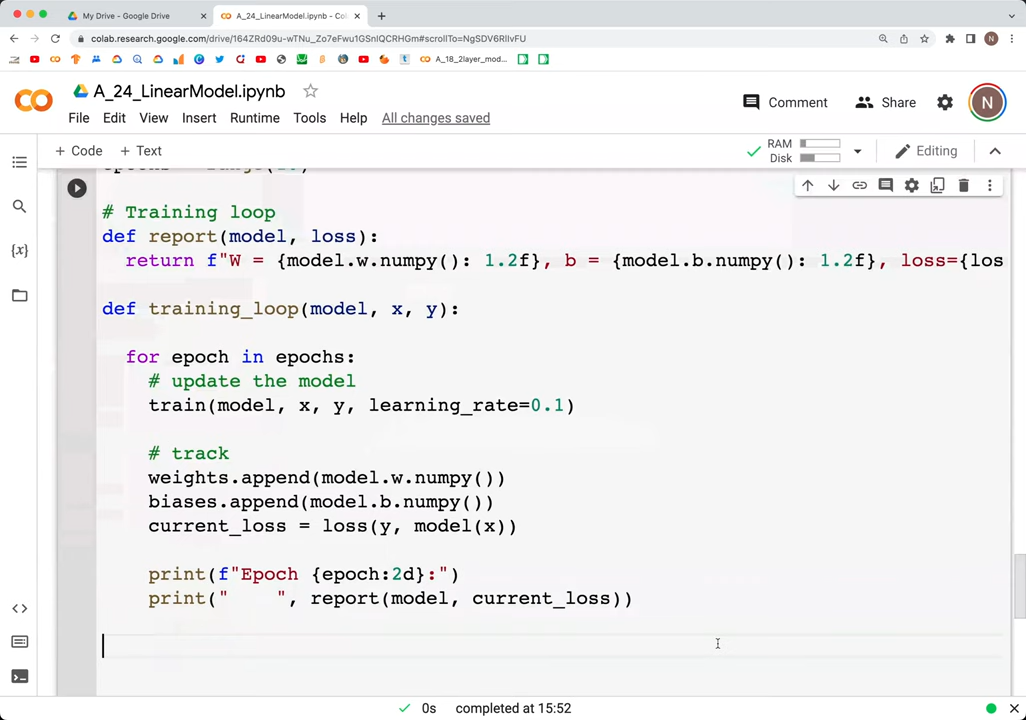 My Drive - Google Drive
A_24_LinearModel.ipynb - Col
colab.research.google.com/drive/164ZRd09u-wTNu_Zo7eFwu1GSnlQCRHGm#scrollTo=NgSDV6RlIvFU
A_18_2layer_mod...
A_24_LinearModel.ipynb
Comment
Share
N
File Edit View Insert Runtime Tools Help All changes saved
+ Code + Text
RAM
Disk
Editing
# Training loop
def report(model, loss):
return f"W = {model.w.numpy(): 1.2f}, b = {model.b.numpy(): 1.2f}, loss={los
def training_loop(model, x, y):
for epoch in epochs:
# update the model
train(model, x, y, learning_rate=0.1)
# track
weights.append(model.w.numpy())
biases.append(model.b.numpy())
current_loss = loss(y, model(x))
print(f"Epoch {epoch:2d}:")
print("    ", report(model, current_loss))
0s completed at 15:52